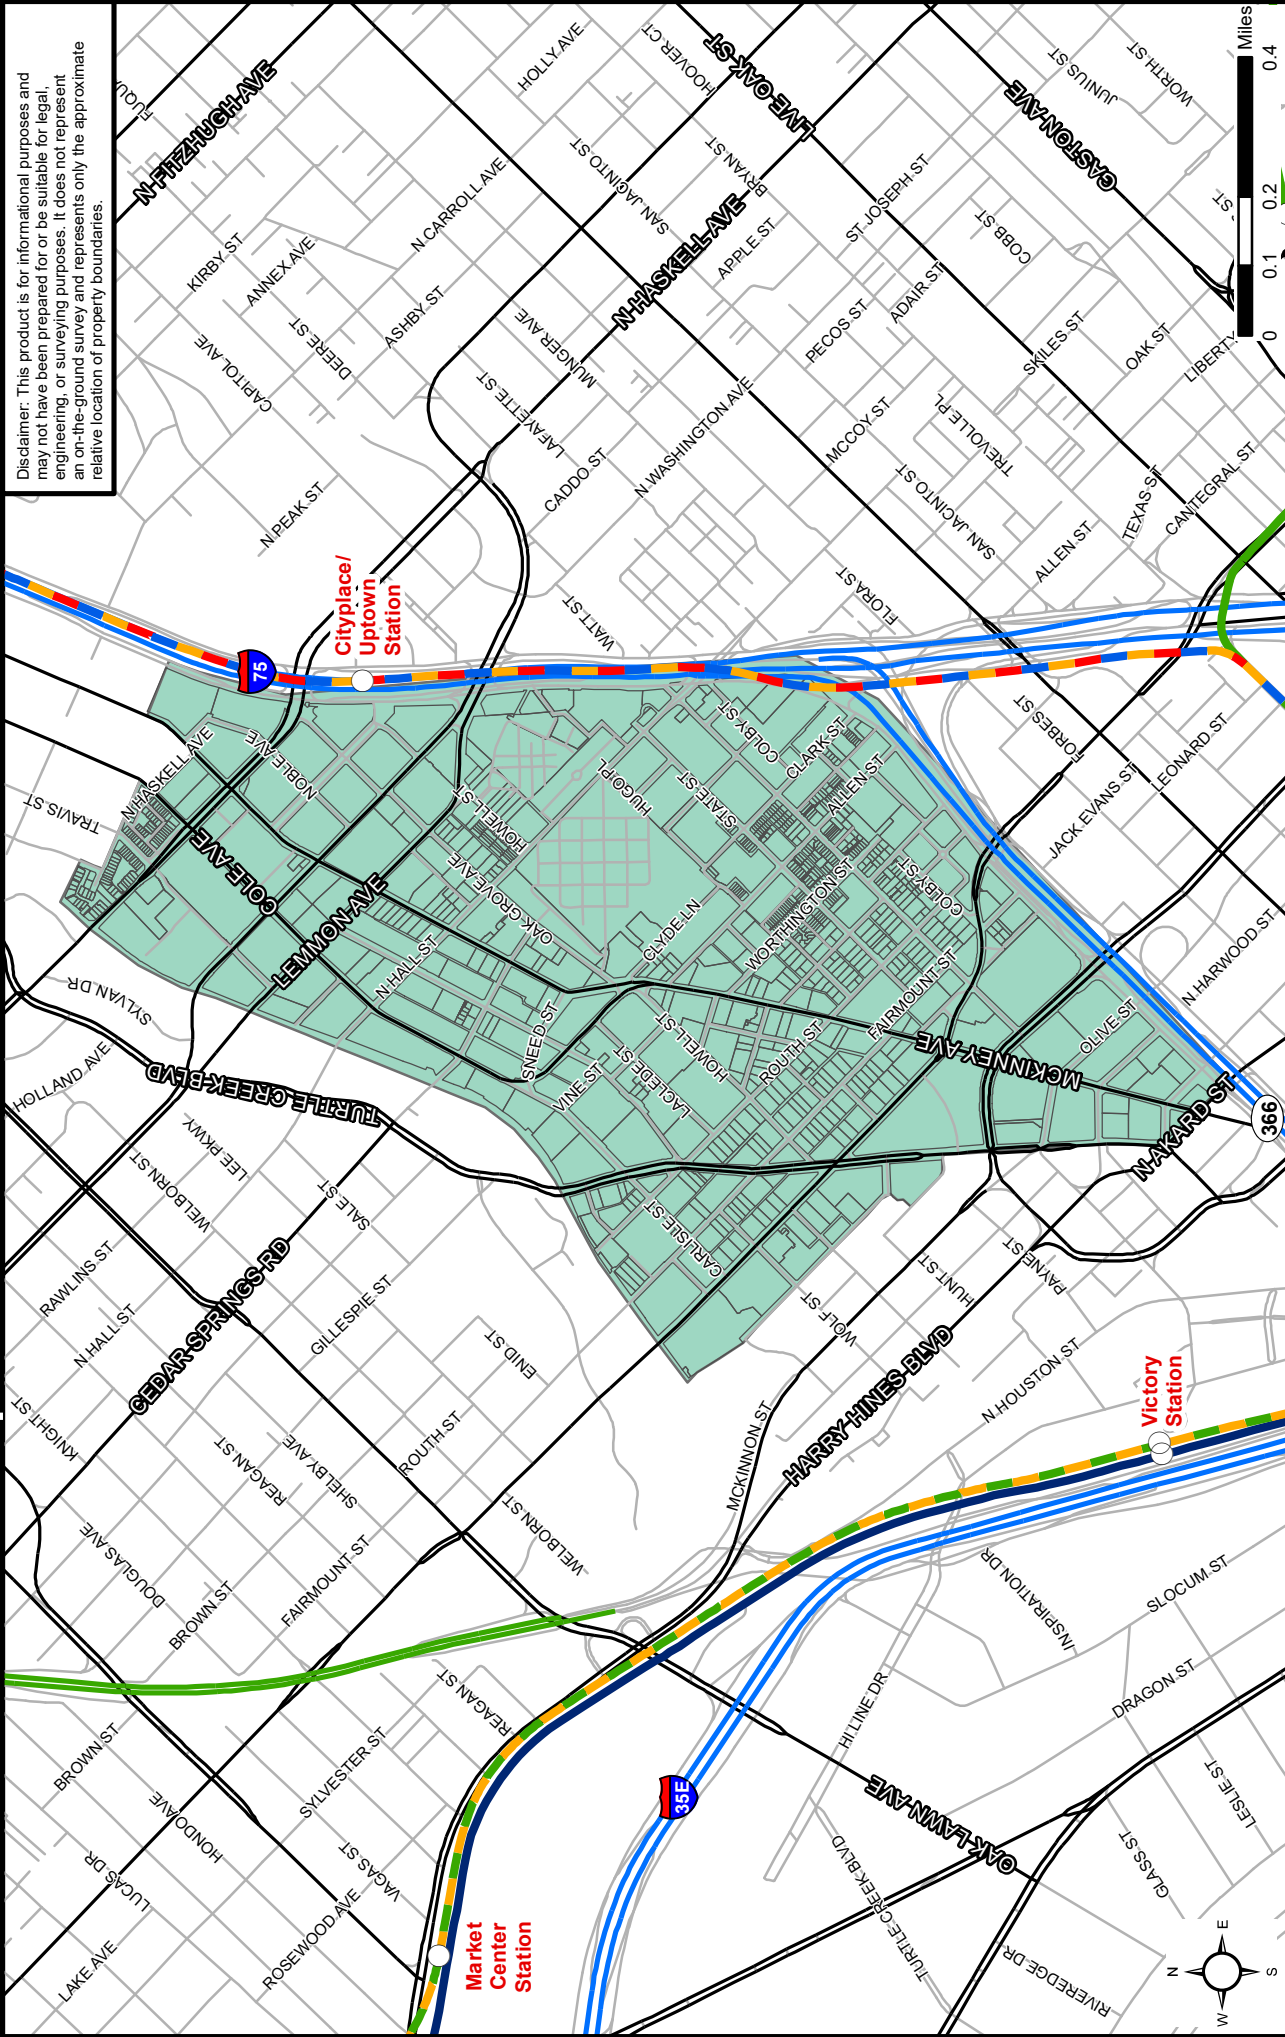 Disclaimer: This product is for informational purposes and
may not have been prepared for or be suitable for legal,
engineering, or surveying purposes. It does not represent
an on-the-ground survey and represents only the approximate
relative location of property boundaries.
N FITZHUGH AVE
HOLLY AVE
HOOVER CT
LIVE OAK ST
JUNIUS ST
WORTH ST
GASTON AVE
KIRBY ST
ANNEX AVE
N CARROLL AVE
SAN JACINTO ST
BRYAN ST
ST JOSEPH ST
COBB ST
CAPITOL AVE
DEERE ST
ASHBY ST
MUNGER AVE
N HASKELL AVE
APPLE ST
ADAIR ST
PECOS ST
SKILES ST
OAK ST
LIBERTY
N PEAK ST
LAFAYETTE ST
CADDO ST
N WASHINGTON AVE
MCCOY ST
TREVOLLE PL
SAN JACINTO ST
ALLEN ST
TEXAS ST
CANTEGRAL ST
Cityplace/
Uptown
Station
75
WATT ST
FLORA ST
FORBES ST
LEONARD ST
JACK EVANS ST
N HARWOOD ST
TRAVIS ST
N HASKELL AVE
NOBLE AVE
COLE AVE
LEMMON AVE
HOWELL ST
HUGO PL
STATE ST
COLBY ST
CLARK ST
ALLEN ST
OAK GROVE AVE
N HALL ST
CLYDE LN
WORTHINGTON ST
COLBY ST
FAIRMOUNT ST
SNEED ST
VINE ST
LACLEDE ST
HOWELL ST
ROUTH ST
MCKINNEY AVE
OLIVE ST
N AKARD ST
366
SYLVAN DR
HOLLAND AVE
TURTLE CREEK BLVD
LEE PKWY
WELBORN ST
SALE ST
CARLISLE ST
WOLF ST
HUNT ST
PAYNE ST
RAWLINS ST
N HALL ST
CEDAR SPRINGS RD
GILLESPIE ST
ENID ST
HARRY HINES BLVD
N HOUSTON ST
Victory
Station
KNIGHT ST
REAGAN ST
SHELBY AVE
ROUTH ST
MCKINNON ST
WELBORN ST
DOUGLAS AVE
BROWN ST
FAIRMOUNT ST
INSPIRATION DR
SLOCUM ST
DRAGON ST
HI LINE DR
REAGAN ST
BROWN ST
HONDO AVE
SYLVESTER ST
VAGAS ST
LUCAS DR
LAKE AVE
ROSEWOOD AVE
Market
Center
Station
35E
OAK LAWN AVE
TURTLE CREEK BLVD
LESLIE ST
GLASS ST
RIVEREDGE DR
N
W E
S
Miles
0 0.1 0.2 0.4